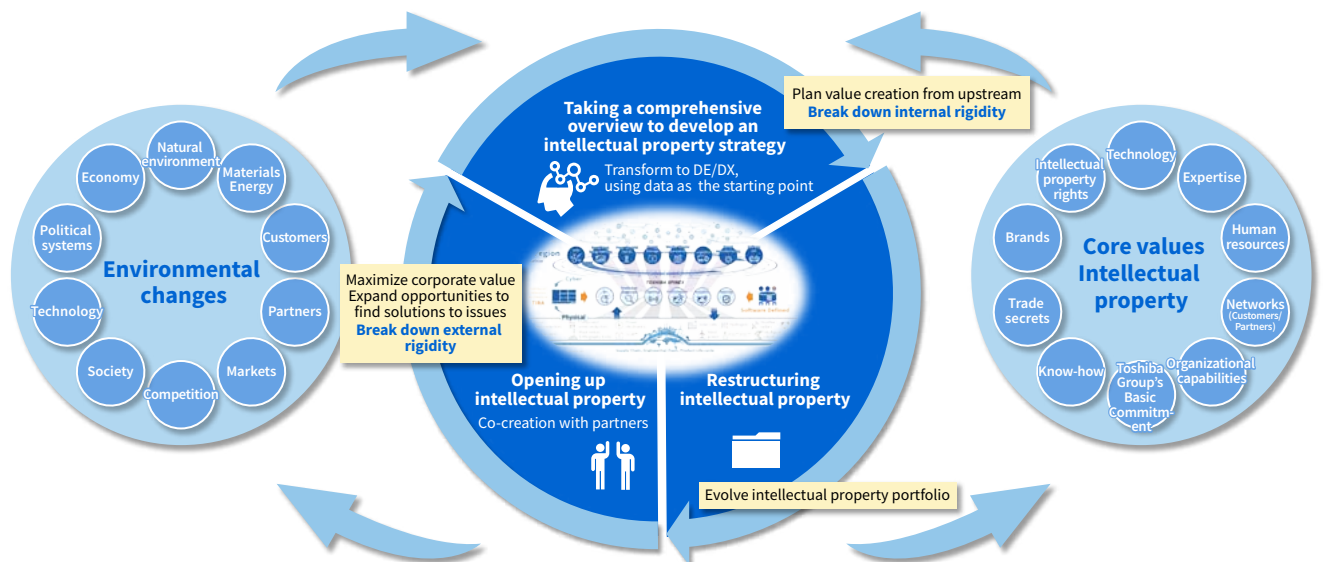 Natural
environment
Economy
Materials
Energy
Political
systems
Customers
Environmental
changes
Technology
Partners
Society
Markets
Competition
Taking a comprehensive
overview to develop an
intellectual property strategy
Transform to DE/DX,
using data as the starting point
Plan value creation from upstream
Break down internal rigidity
Maximize corporate value
Expand opportunities to
find solutions to issues
Break down external
rigidity
Cyber
Physical
Software Defined
Opening up
intellectual property
Co-creation with partners
Restructuring
intellectual property
Evolve intellectual property portfolio
Technology
Intellectual
property
rights
Expertise
Brands
Human
resources
Core values
Intellectual
property
Trade
secrets
Networks
(Customers/
Partners)
Know-how
Toshiba
Group's
Basic
Commitm-
ent
Organizational
capabilities